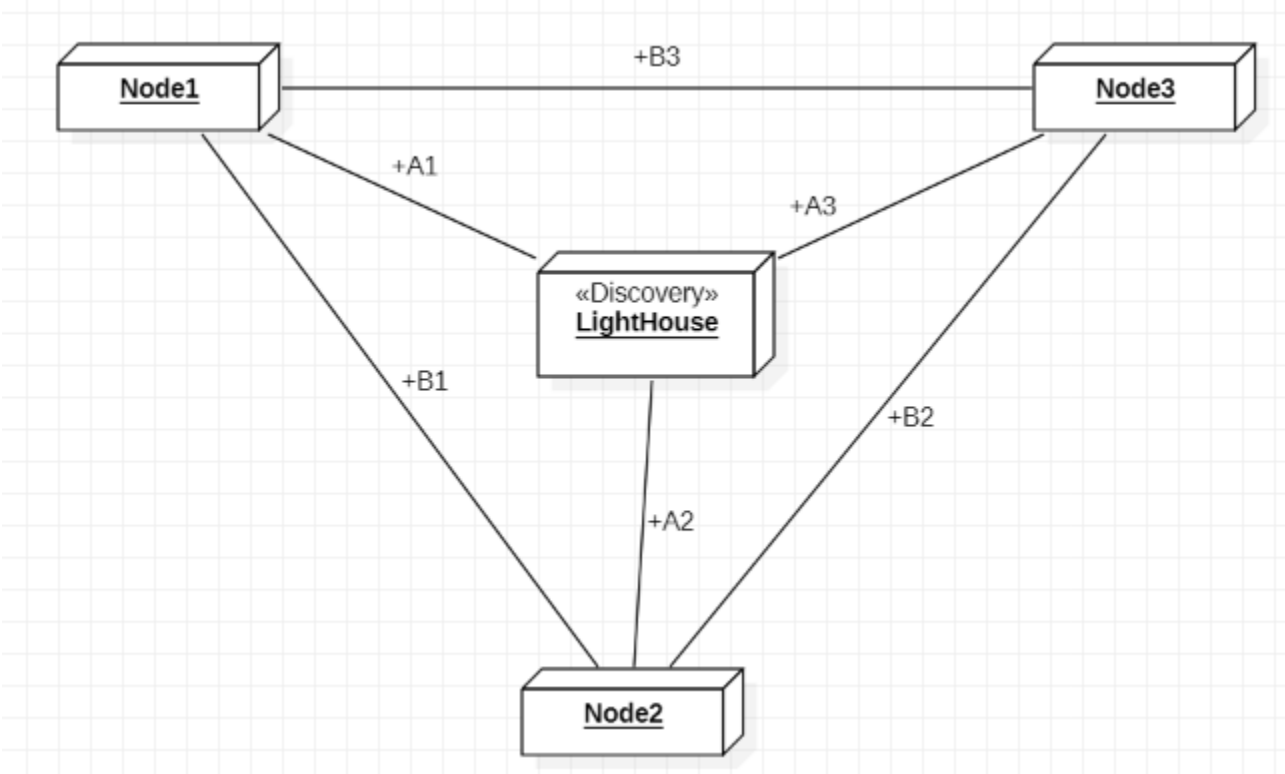 +B3
Node1
Node3
+A1
+A3
«Discovery»
LightHouse
+B1
+B2
+A2
Node2